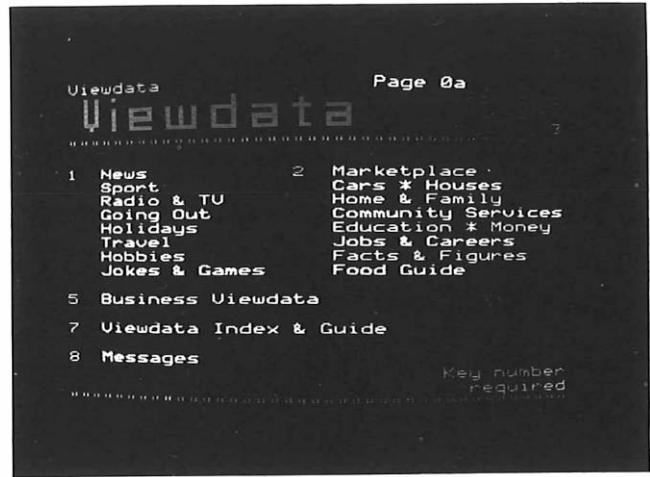 Viewdata Page 0a
Viewdata
1 News
Sport
Radio & TV
Going Out
Holidays
Travel
Hobbies
Jokes & Games
2 Marketplace
Cars * Houses
Home & Family
Community Services
Education * Money
Jobs & Careers
Facts & Figures
Food Guide
5 Business Viewdata
7 Viewdata Index & Guide
8 Messages
Key number
required